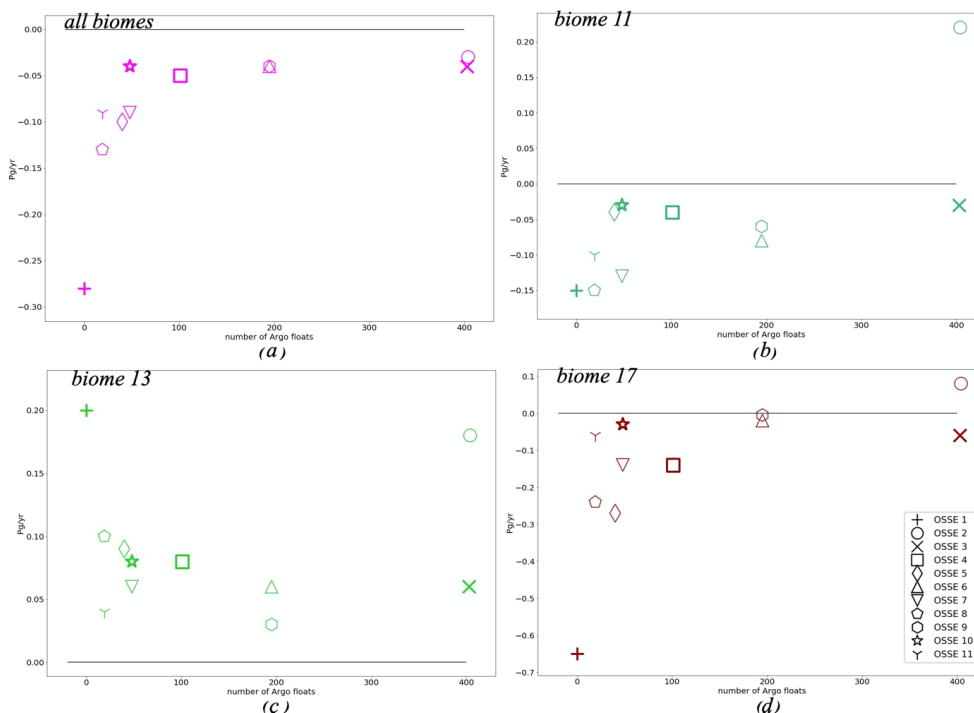 all biomes
0.00
−0.05
−0.10
−0.15
−0.20
−0.25
−0.30
Pg/yr
0 100 200 300 400
number of Argo floats
(a)
biome 11
0.20
0.15
0.10
0.05
0.00
−0.05
−0.10
−0.15
Pg/yr
0 100 200 300 400
number of Argo floats
(b)
biome 13
0.20
0.15
0.10
0.05
0.00
Pg/yr
0 100 200 300 400
number of Argo floats
(c)
biome 17
0.1
0.0
−0.1
−0.2
−0.3
−0.4
−0.5
−0.6
−0.7
Pg/yr
0 100 200 300 400
number of Argo floats
(d)
OSSE 1
OSSE 2
OSSE 3
OSSE 4
OSSE 5
OSSE 6
OSSE 7
OSSE 8
OSSE 9
OSSE 10
OSSE 11